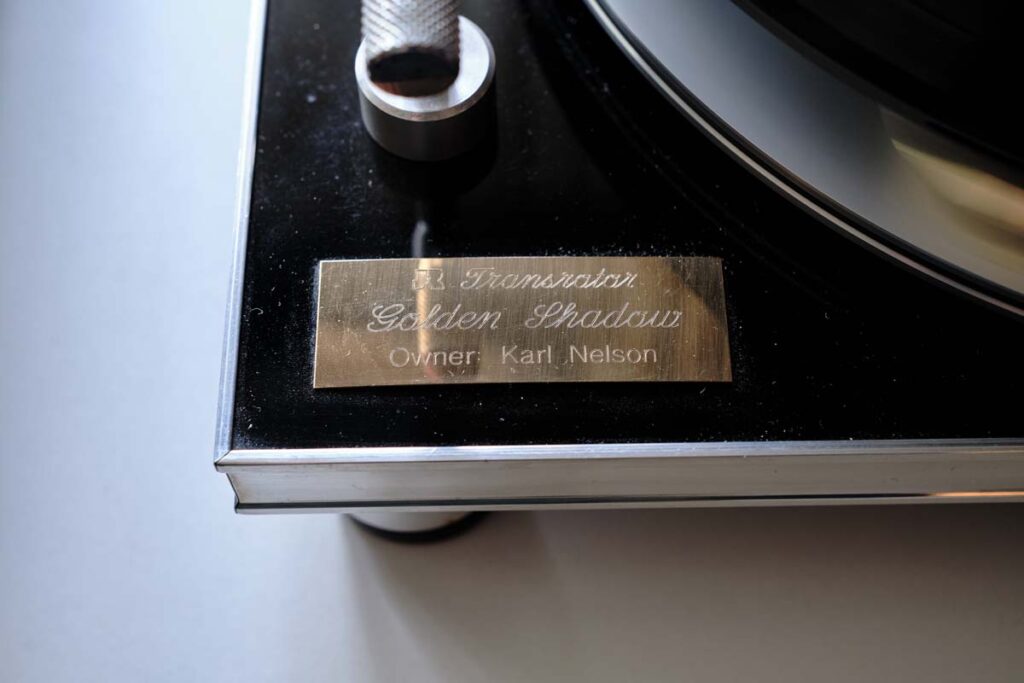 Transrotor
Golden Shadow
Owner: Karl Nelson